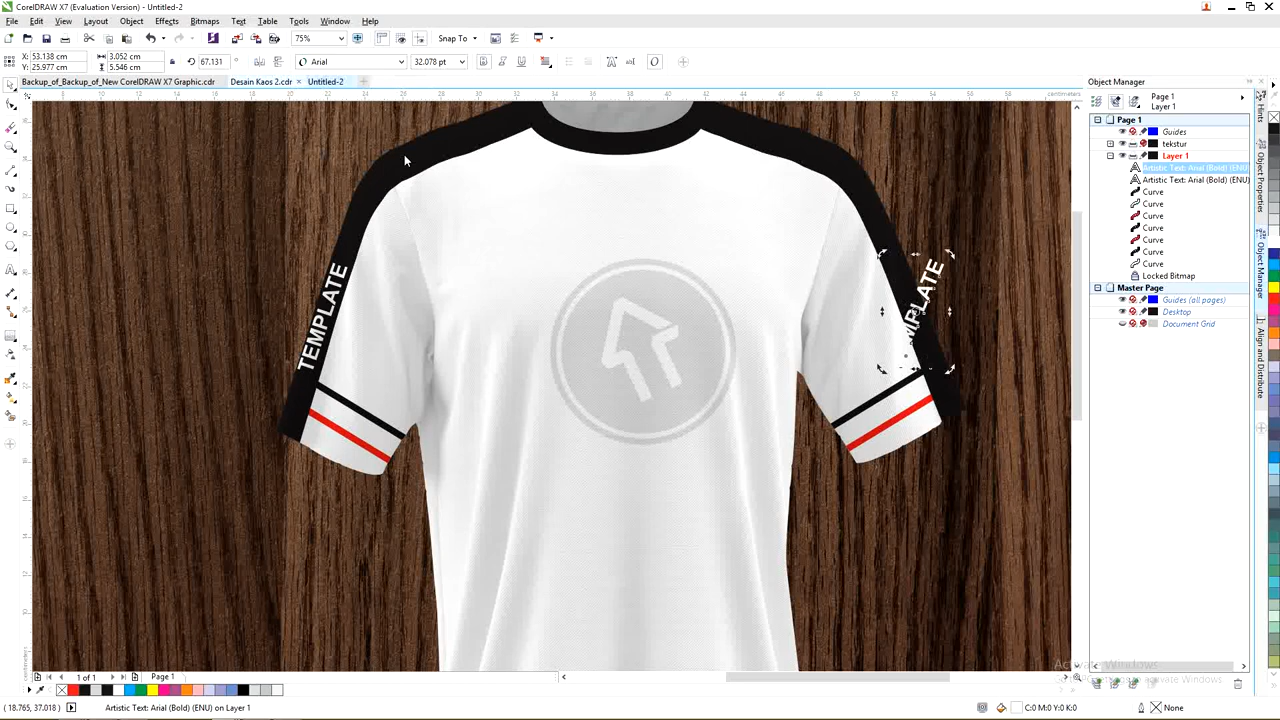 CorelDRAW X7 (Evaluation Version) - Untitled-2
File Edit View Layout Object Effects Bitmaps Text Table Tools Window Help
75% Snap To
X: 53.138 cm 3.052 cm 67.131 ° Arial 32.078 pt
Y: 25.977 cm 5.546 cm
Backup_of_Backup_of_New CorelDRAW X7 Graphic.cdr Desain Kaos 2.cdr Untitled-2
centimeters
Object Manager
Page 1
Layer 1
Page 1
Guides
tekstur
Layer 1
Artistic Text: Arial (Bold) (ENU)
Artistic Text: Arial (Bold) (ENU)
Curve
Curve
Curve
Curve
Curve
Curve
Curve
Locked Bitmap
Master Page
Guides (all pages)
Desktop
Document Grid
Hints
Object Properties
Object Manager
Align and Distribute
TEMPLATE
MPLATE
Activate Windows
1 of 1 Page 1
( 18.765, 37.018 ) Artistic Text: Arial (Bold) (ENU) on Layer 1 C:0 M:0 Y:0 K:0 None